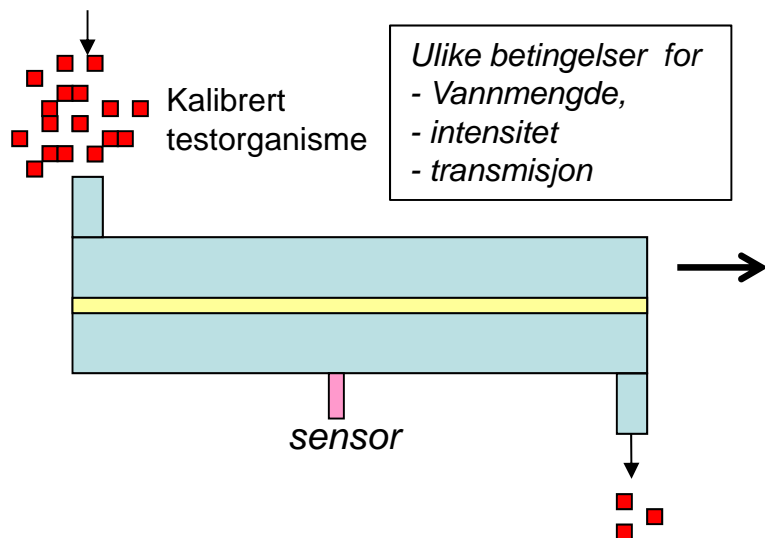 Kalibrert
testorganisme
Ulike betingelser for
- Vannmengde,
- intensitet
- transmisjon
sensor